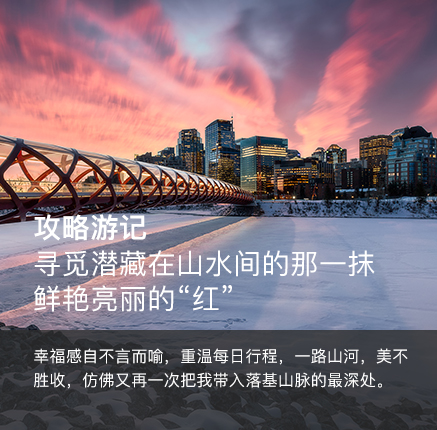 攻略游记
寻觅潜藏在山水间的那一抹
鲜艳亮丽的“红”
幸福感自不言而喻，重温每日行程，一路山河，美不
胜收，仿佛又再一次把我带入落基山脉的最深处。